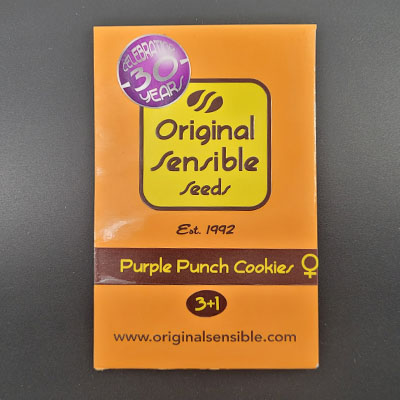 CELEBRATING
30
YEARS
Original
Sensible
Seeds
Est. 1992
Purple Punch Cookies ♀
3+1
www.originalsensible.com